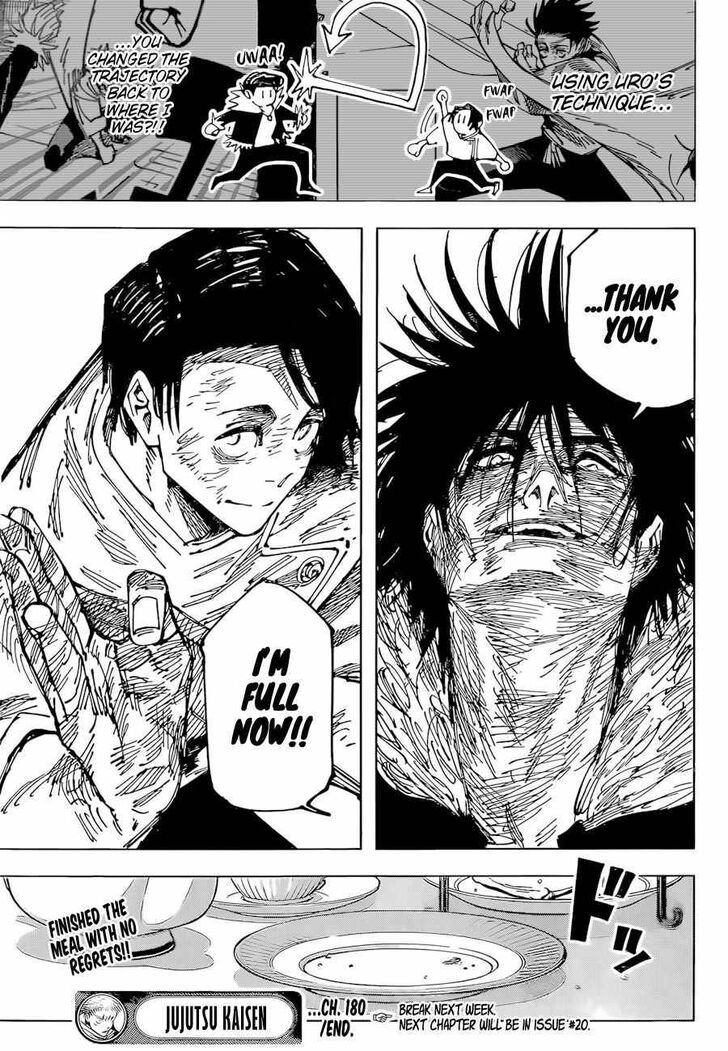 USING URO'S
TECHNIQUE...
FWAP
FWAP
UWAA!
...YOU
CHANGED THE
TRAJECTORY
BACK TO
WHERE I
WAS?!!
...THANK
YOU.
I'M
FULL
NOW!!
ドッ
FINISHED THE
MEAL WITH NO
REGRETS!!
JUJUTSU KAISEN
...CH. 180
/END.
BREAK NEXT WEEK.
NEXT CHAPTER WILL BE IN ISSUE #20.